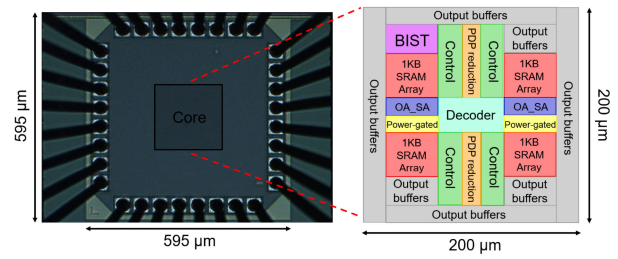 595 µm
Core
595 µm
Output buffers
BIST
Control
PDP reduction
Control
Output
buffers
1KB
SRAM
Array
1KB
SRAM
Array
Output buffers
Output buffers
OA_SA
Decoder
OA_SA
Power-gated
Power-gated
1KB
SRAM
Array
Control
PDP reduction
Control
1KB
SRAM
Array
Output
buffers
Output
buffers
Output buffers
200 µm
200 µm